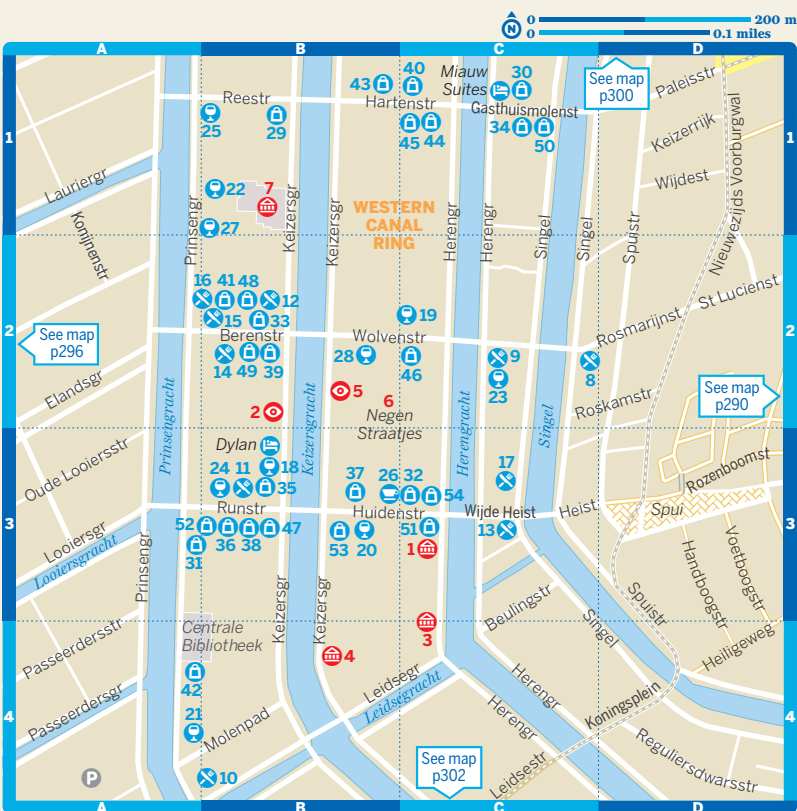 N
0 200 m
0 0.1 miles
A B C D
43 40
Miauw
Suites
30
See map
p300
Paleisstr
Reestr
Hartenstr
Gasthuismolenst
25 29
45 44
34 50
Keizerrijk
1 1
Lauriergr
22 7
Wijdest
Nieuwezijds Voorburgwal
Prinsengr
Keizersgr
Keizersgr
WESTERN
CANAL
RING
Herengr
Herengr
Singel
Singel
Spuistr
27
Konijnenstr
16 41 48 12
15 33
19
St Lucienst
Rosmarijnst
2 2
See map
p296
Berenstr
Wolvenstr
14 49 39
28
46
9
23
8
Elandsgr
5
6
2
Negen
Straatjes
Roskamstr
See map
p290
Prinsengracht
Keizersgracht
Herengracht
Singel
Dylan
Oude Looiersstr
24 11 18
35
37 26 32 54
17
Rozenboomst
Runstr
Huidenstr
Wijde Heist
Heist
Spui
3 3
52 36 38 47
53 20
51
13
31
1
Looiersgr
Looiersgracht
Prinsengr
Keizersgr
Keizersgr
Voetboogstr
Handboogstr
Beulingstr
Spuistr
Singel
3
Centrale
Bibliotheek
Passeerdersstr
4
Heiligeweg
42
Leidsegr
Leidsegracht
Herengr
Herengr
Koningsplein
Passeerdersgr
4 4
21
Molenpad
Reguliersdwarsstr
See map
p302
Leidsestr
P
10
A B C D